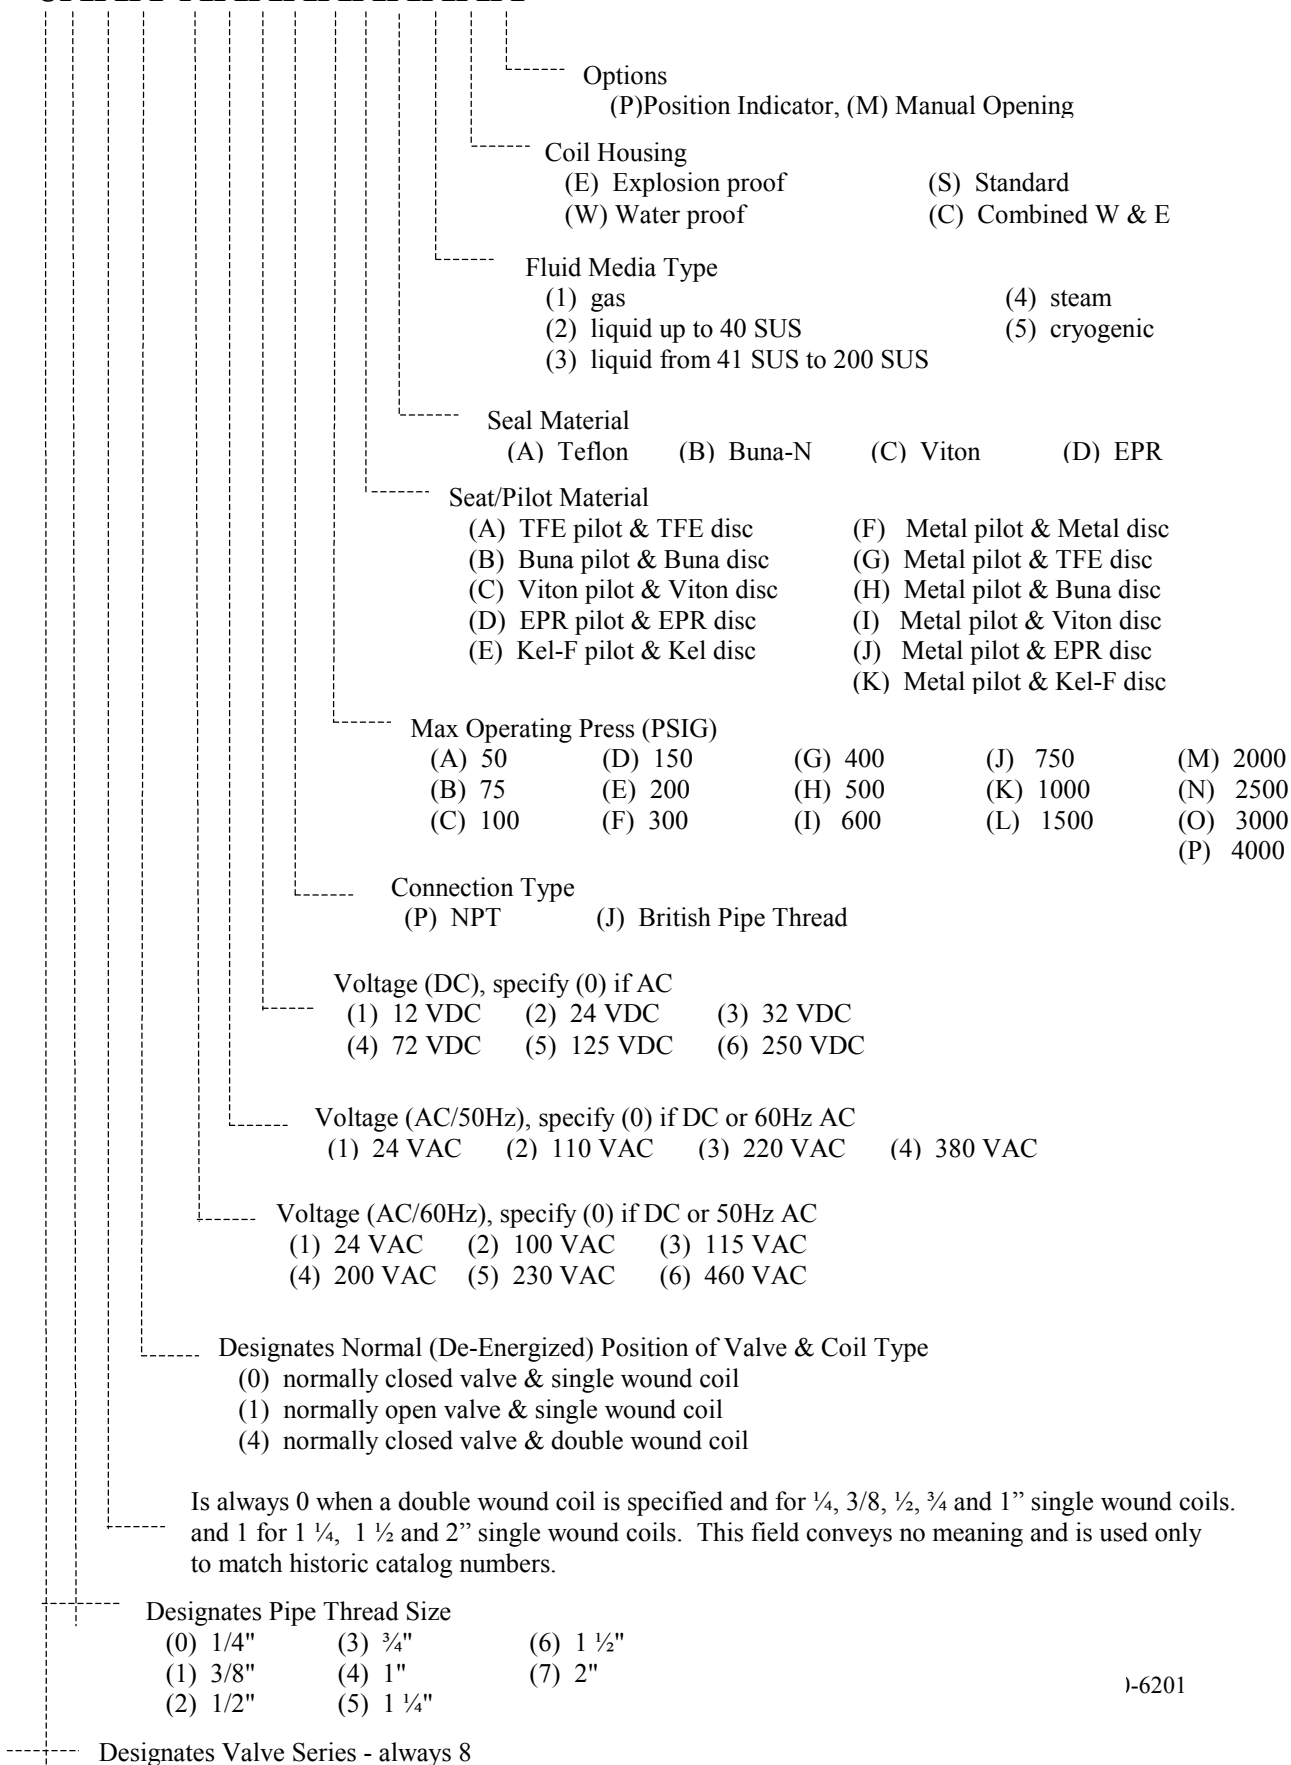 Options
(P)Position Indicator, (M) Manual Opening
Coil Housing
(E) Explosion proof (S) Standard
(W) Water proof (C) Combined W & E
Fluid Media Type
(1) gas (4) steam
(2) liquid up to 40 SUS (5) cryogenic
(3) liquid from 41 SUS to 200 SUS
Seal Material
(A) Teflon (B) Buna-N (C) Viton (D) EPR
Seat/Pilot Material
(A) TFE pilot & TFE disc (F) Metal pilot & Metal disc
(B) Buna pilot & Buna disc (G) Metal pilot & TFE disc
(C) Viton pilot & Viton disc (H) Metal pilot & Buna disc
(D) EPR pilot & EPR disc (I) Metal pilot & Viton disc
(E) Kel-F pilot & Kel disc (J) Metal pilot & EPR disc
(K) Metal pilot & Kel-F disc
Max Operating Press (PSIG)
(A) 50 (D) 150 (G) 400 (J) 750 (M) 2000
(B) 75 (E) 200 (H) 500 (K) 1000 (N) 2500
(C) 100 (F) 300 (I) 600 (L) 1500 (O) 3000
(P) 4000
Connection Type
(P) NPT (J) British Pipe Thread
Voltage (DC), specify (0) if AC
(1) 12 VDC (2) 24 VDC (3) 32 VDC
(4) 72 VDC (5) 125 VDC (6) 250 VDC
Voltage (AC/50Hz), specify (0) if DC or 60Hz AC
(1) 24 VAC (2) 110 VAC (3) 220 VAC (4) 380 VAC
Voltage (AC/60Hz), specify (0) if DC or 50Hz AC
(1) 24 VAC (2) 100 VAC (3) 115 VAC
(4) 200 VAC (5) 230 VAC (6) 460 VAC
Designates Normal (De-Energized) Position of Valve & Coil Type
(0) normally closed valve & single wound coil
(1) normally open valve & single wound coil
(4) normally closed valve & double wound coil
Is always 0 when a double wound coil is specified and for ¼, 3/8, ½, ¾ and 1” single wound coils.
and 1 for 1 ¼, 1 ½ and 2” single wound coils. This field conveys no meaning and is used only
to match historic catalog numbers.
Designates Pipe Thread Size
(0) 1/4" (3) ¾" (6) 1 ½"
(1) 3/8" (4) 1" (7) 2"
(2) 1/2" (5) 1 ¼"
-6201
Designates Valve Series - always 8